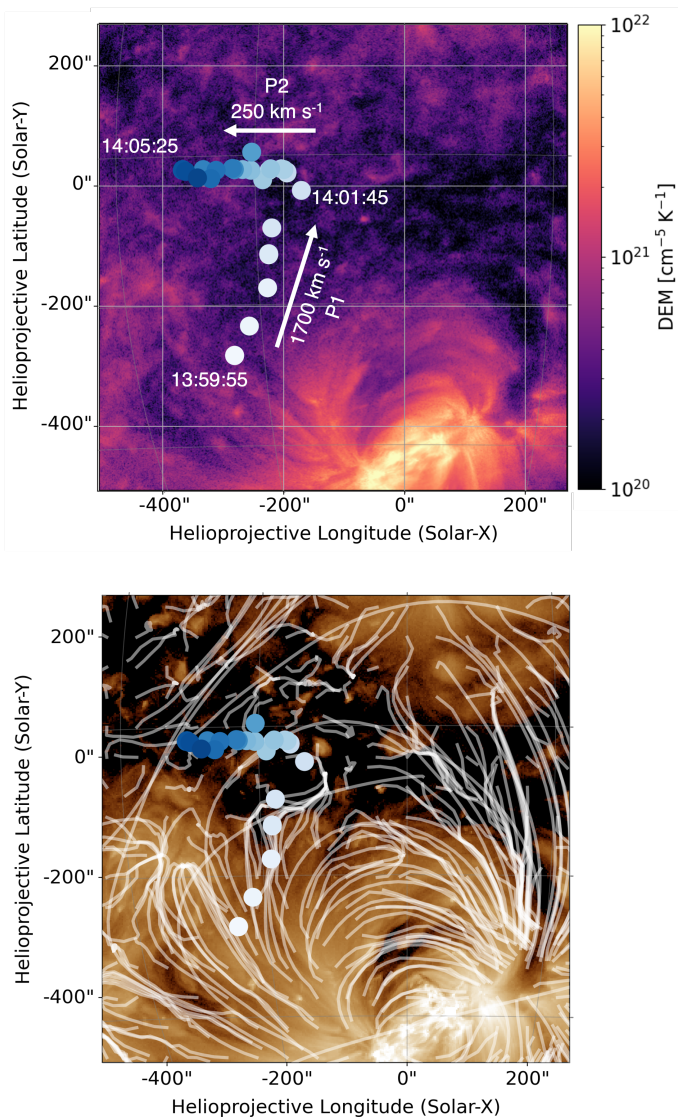 200"
0"
-200"
-400"
Helioprojective Latitude (Solar-Y)
P2
250 km s⁻¹
14:05:25
14:01:45
1700 km s⁻¹
P1
13:59:55
-400"
-200"
0"
200"
Helioprojective Longitude (Solar-X)
10²²
10²¹
10²⁰
DEM [cm⁻⁵ K⁻¹]
200"
0"
-200"
-400"
Helioprojective Latitude (Solar-Y)
-400"
-200"
0"
200"
Helioprojective Longitude (Solar-X)